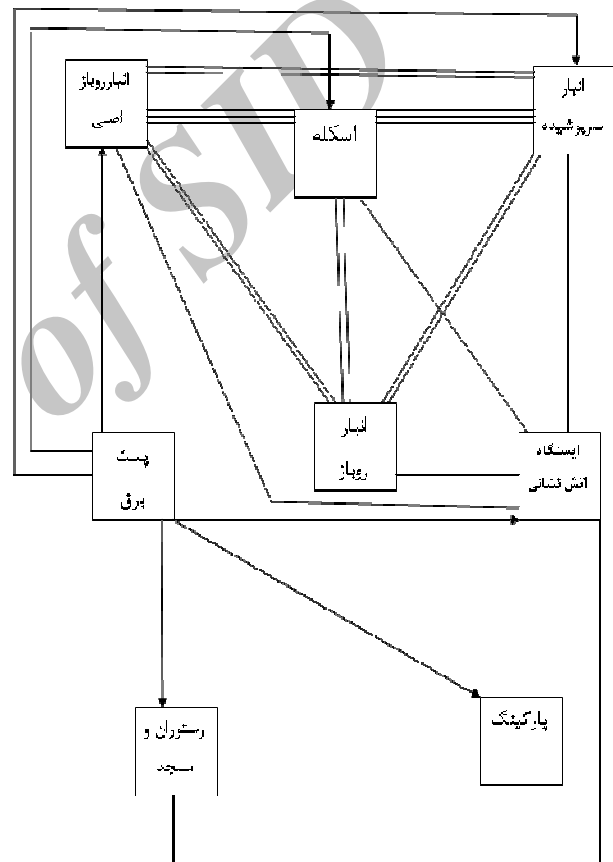 انبار روباز
اصلی
اسکله
انبار
سرپوشیده
انبار
روباز
ایستگاه
آتش نشانی
پست
برق
رستوران و
مسجد
پارکینگ
of SID